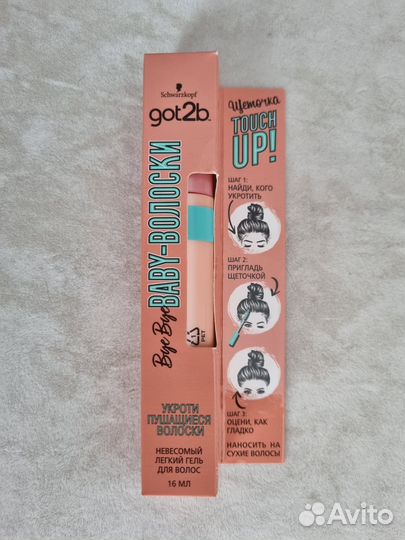 Schwarzkopf
got2b.
Bye Bye
BABY-ВОЛОСКИ
PET
УКРОТИ
ПУШАЩИЕСЯ
ВОЛОСКИ
НЕВЕСОМЫЙ
ЛЕГКИЙ ГЕЛЬ
ДЛЯ ВОЛОС
16 МЛ
Щеточка
TOUCH
UP!
ШАГ 1:
НАЙДИ, КОГО
УКРОТИТЬ
ШАГ 2:
ПРИГЛАДЬ
ЩЕТОЧКОЙ
ШАГ 3:
ОЦЕНИ, КАК
ГЛАДКО
НАНОСИТЬ НА
СУХИЕ ВОЛОСЫ
Avito